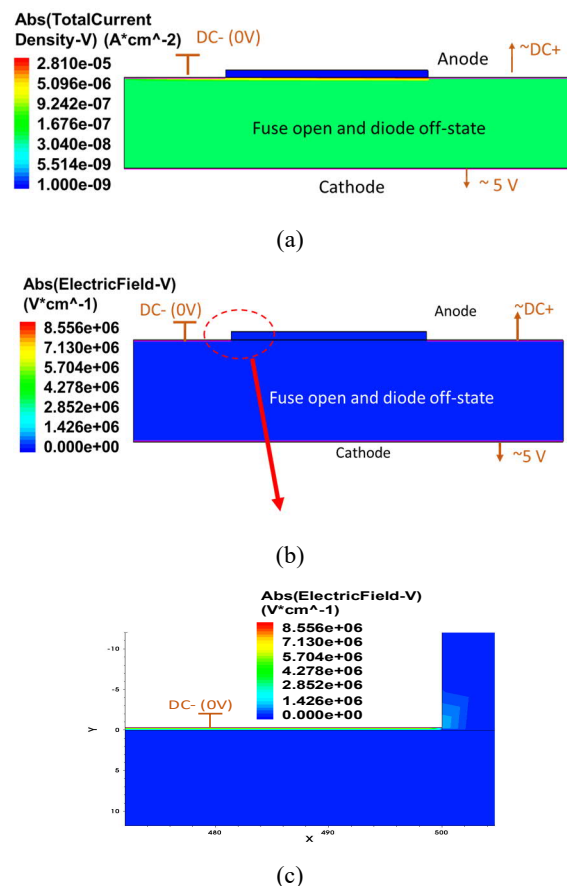 Abs(TotalCurrent
Density-V) (A*cm^-2)
2.810e-05
5.096e-06
9.242e-07
1.676e-07
3.040e-08
5.514e-09
1.000e-09
DC- (0V)
Anode
~DC+
Fuse open and diode off-state
Cathode
~ 5 V
(a)
Abs(ElectricField-V)
(V*cm^-1)
8.556e+06
7.130e+06
5.704e+06
4.278e+06
2.852e+06
1.426e+06
0.000e+00
DC- (0V)
Anode
~DC+
Fuse open and diode off-state
Cathode
~5 V
(b)
Abs(ElectricField-V)
(V*cm^-1)
8.556e+06
7.130e+06
5.704e+06
4.278e+06
2.852e+06
1.426e+06
0.000e+00
DC- (0V)
-10
-5
0
5
10
Y
480
490
500
X
(c)